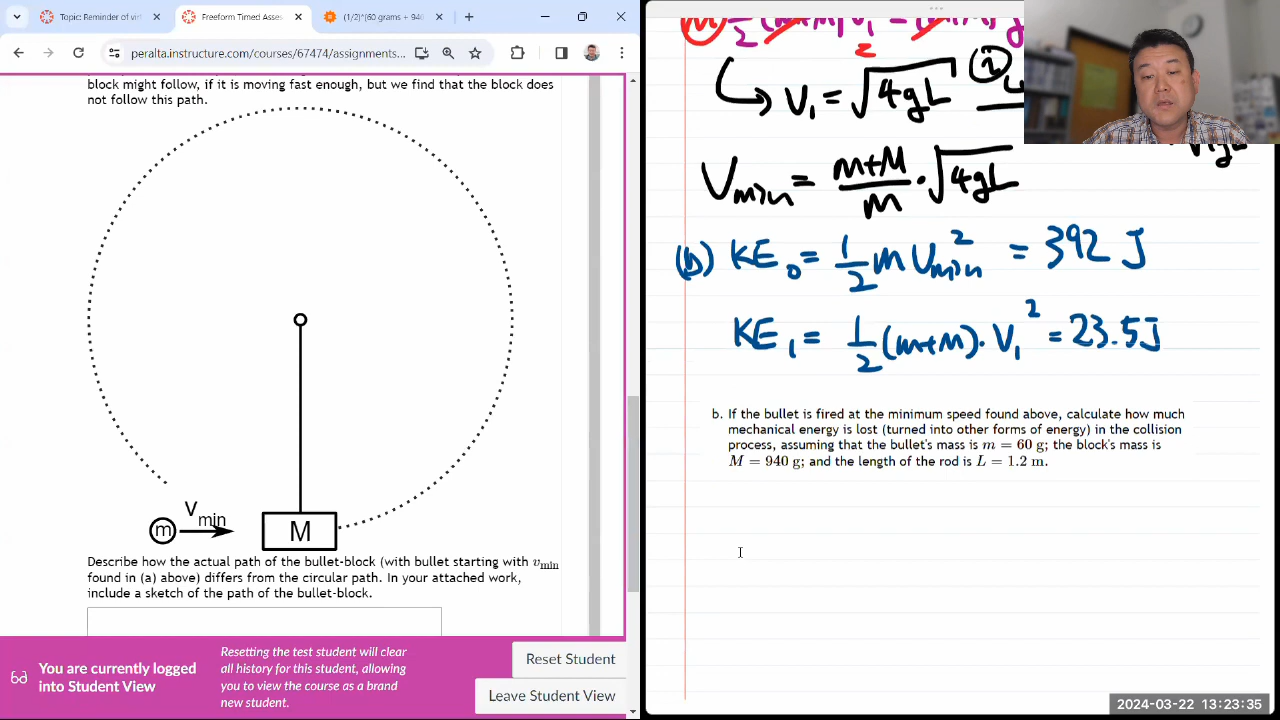 Topic Reminder of vie
Freeform Timed Asse
(1/2)*(60 grams + 940
paralta.instructure.com/courses/67474/assignments...
block might follow, if it is moving fast enough, but we find that the block does
not follow this path.
v min
m
M
Describe how the actual path of the bullet-block (with bullet starting with vmin
found in (a) above) differs from the circular path. In your attached work,
include a sketch of the path of the bullet-block.
You are currently logged
into Student View
Resetting the test student will clear
all history for this student, allowing
you to view the course as a brand
new student.
Reset Student
Leave Student View
V₁ = √4gL
Vmin = m+M/m · √4gL
(b) KE₀ = 1/2 m Vmin² = 392 J
KE₁ = 1/2 (m+M) · V₁² = 23.5 J
b. If the bullet is fired at the minimum speed found above, calculate how much
mechanical energy is lost (turned into other forms of energy) in the collision
process, assuming that the bullet's mass is m = 60 g; the block's mass is
M = 940 g; and the length of the rod is L = 1.2 m.
2024-03-22 13:23:35